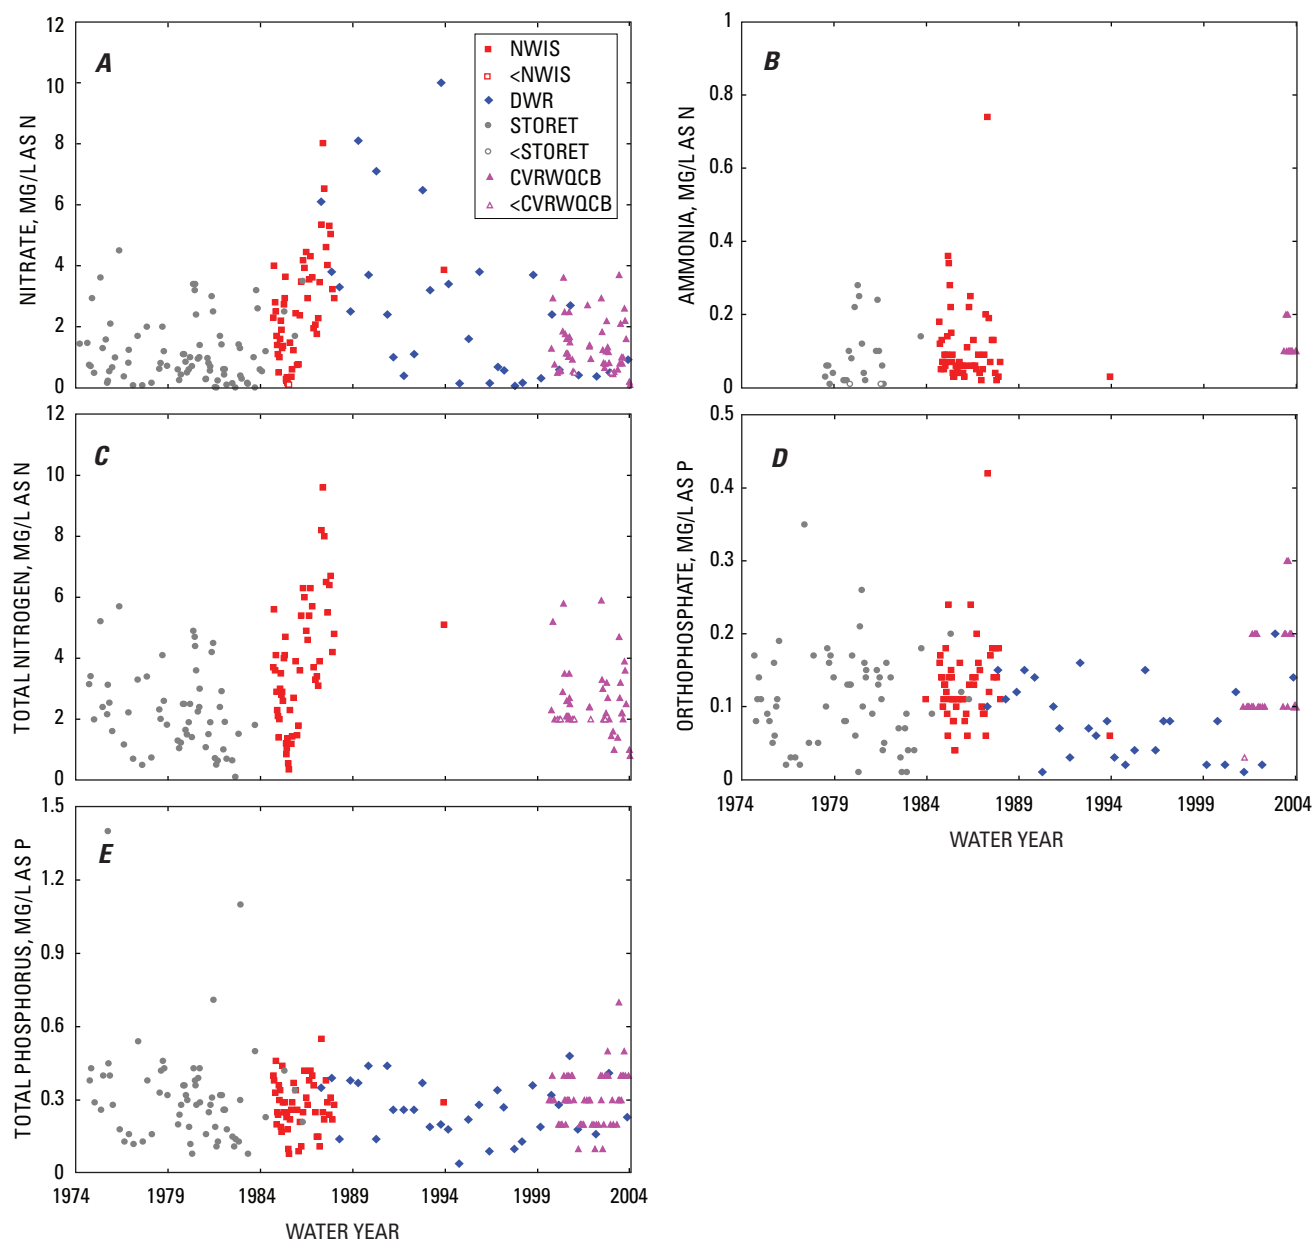 A
NITRATE, MG/L AS N
12
10
8
6
4
2
0
NWIS
<NWIS
DWR
STORET
<STORET
CVRWQCB
<CVRWQCB
B
AMMONIA, MG/L AS N
1
0.8
0.6
0.4
0.2
0
C
TOTAL NITROGEN, MG/L AS N
12
10
8
6
4
2
0
D
ORTHOPHOSPHATE, MG/L AS P
0.5
0.4
0.3
0.2
0.1
0
1974 1979 1984 1989 1994 1999 2004
WATER YEAR
E
TOTAL PHOSPHORUS, MG/L AS P
1.5
1.2
0.9
0.6
0.3
0
1974 1979 1984 1989 1994 1999 2004
WATER YEAR